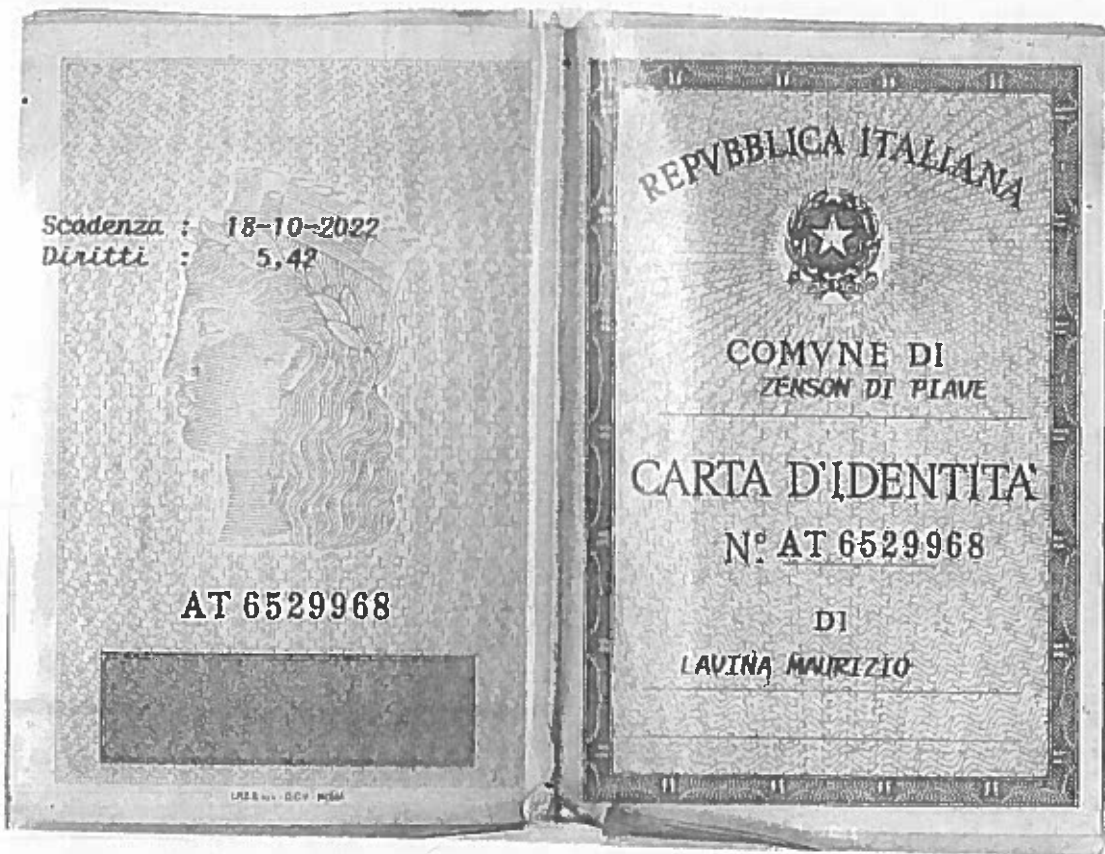 Scadenza : 18-10-2022
Diritti : 5,42
AT 6529968
REPVBBLICA ITALIANA
COMVNE DI
ZENSON DI PIAVE
CARTA D'IDENTITA'
Nº AT 6529968
DI
LAVINA MAURIZIO